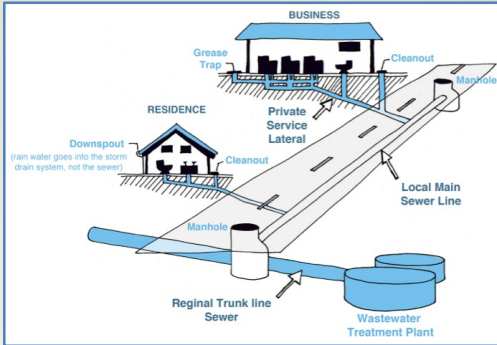 BUSINESS
Grease
Trap
Cleanout
Manhole
Private
Service
Lateral
RESIDENCE
Downspout
(rain water goes into the storm
drain system, not the sewer)
Cleanout
Local Main
Sewer Line
Manhole
Reginal Trunk line
Sewer
Wastewater
Treatment Plant